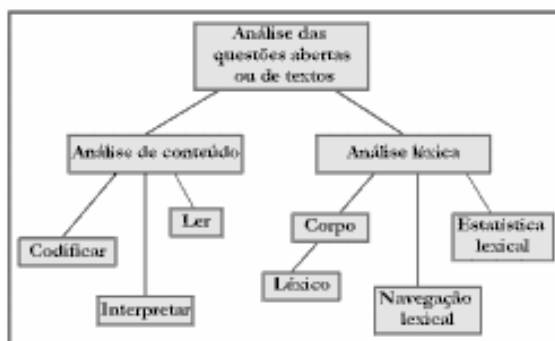 Análise das
questões abertas
ou de textos
Análise de conteúdo
Análise léxica
Ler
Corpo
Estatística
lexical
Codificar
Léxico
Interpretar
Navegação
lexical